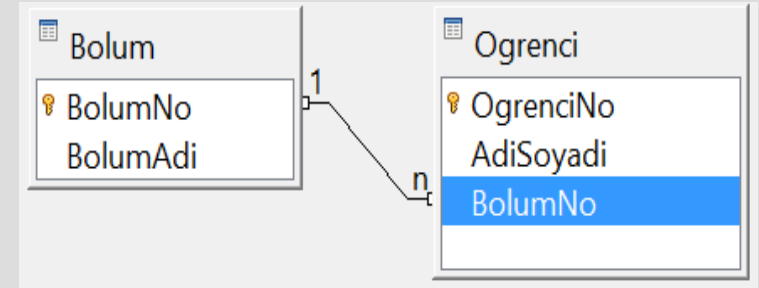 Bolum
BolumNo
BolumAdi
1
n
Ogrenci
OgrenciNo
AdiSoyadi
BolumNo